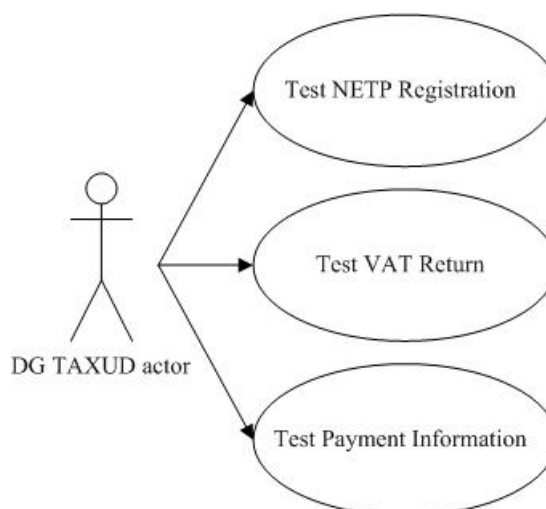 Test NETP Registration
Test VAT Return
DG TAXUD actor
Test Payment Information